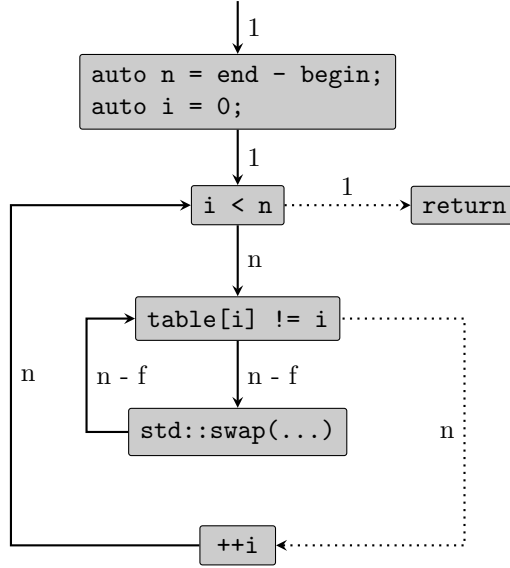 1
auto n = end - begin;
auto i = 0;
1
i < n
1
return
n
table[i] != i
n
n - f
n - f
std::swap(...)
n
++i